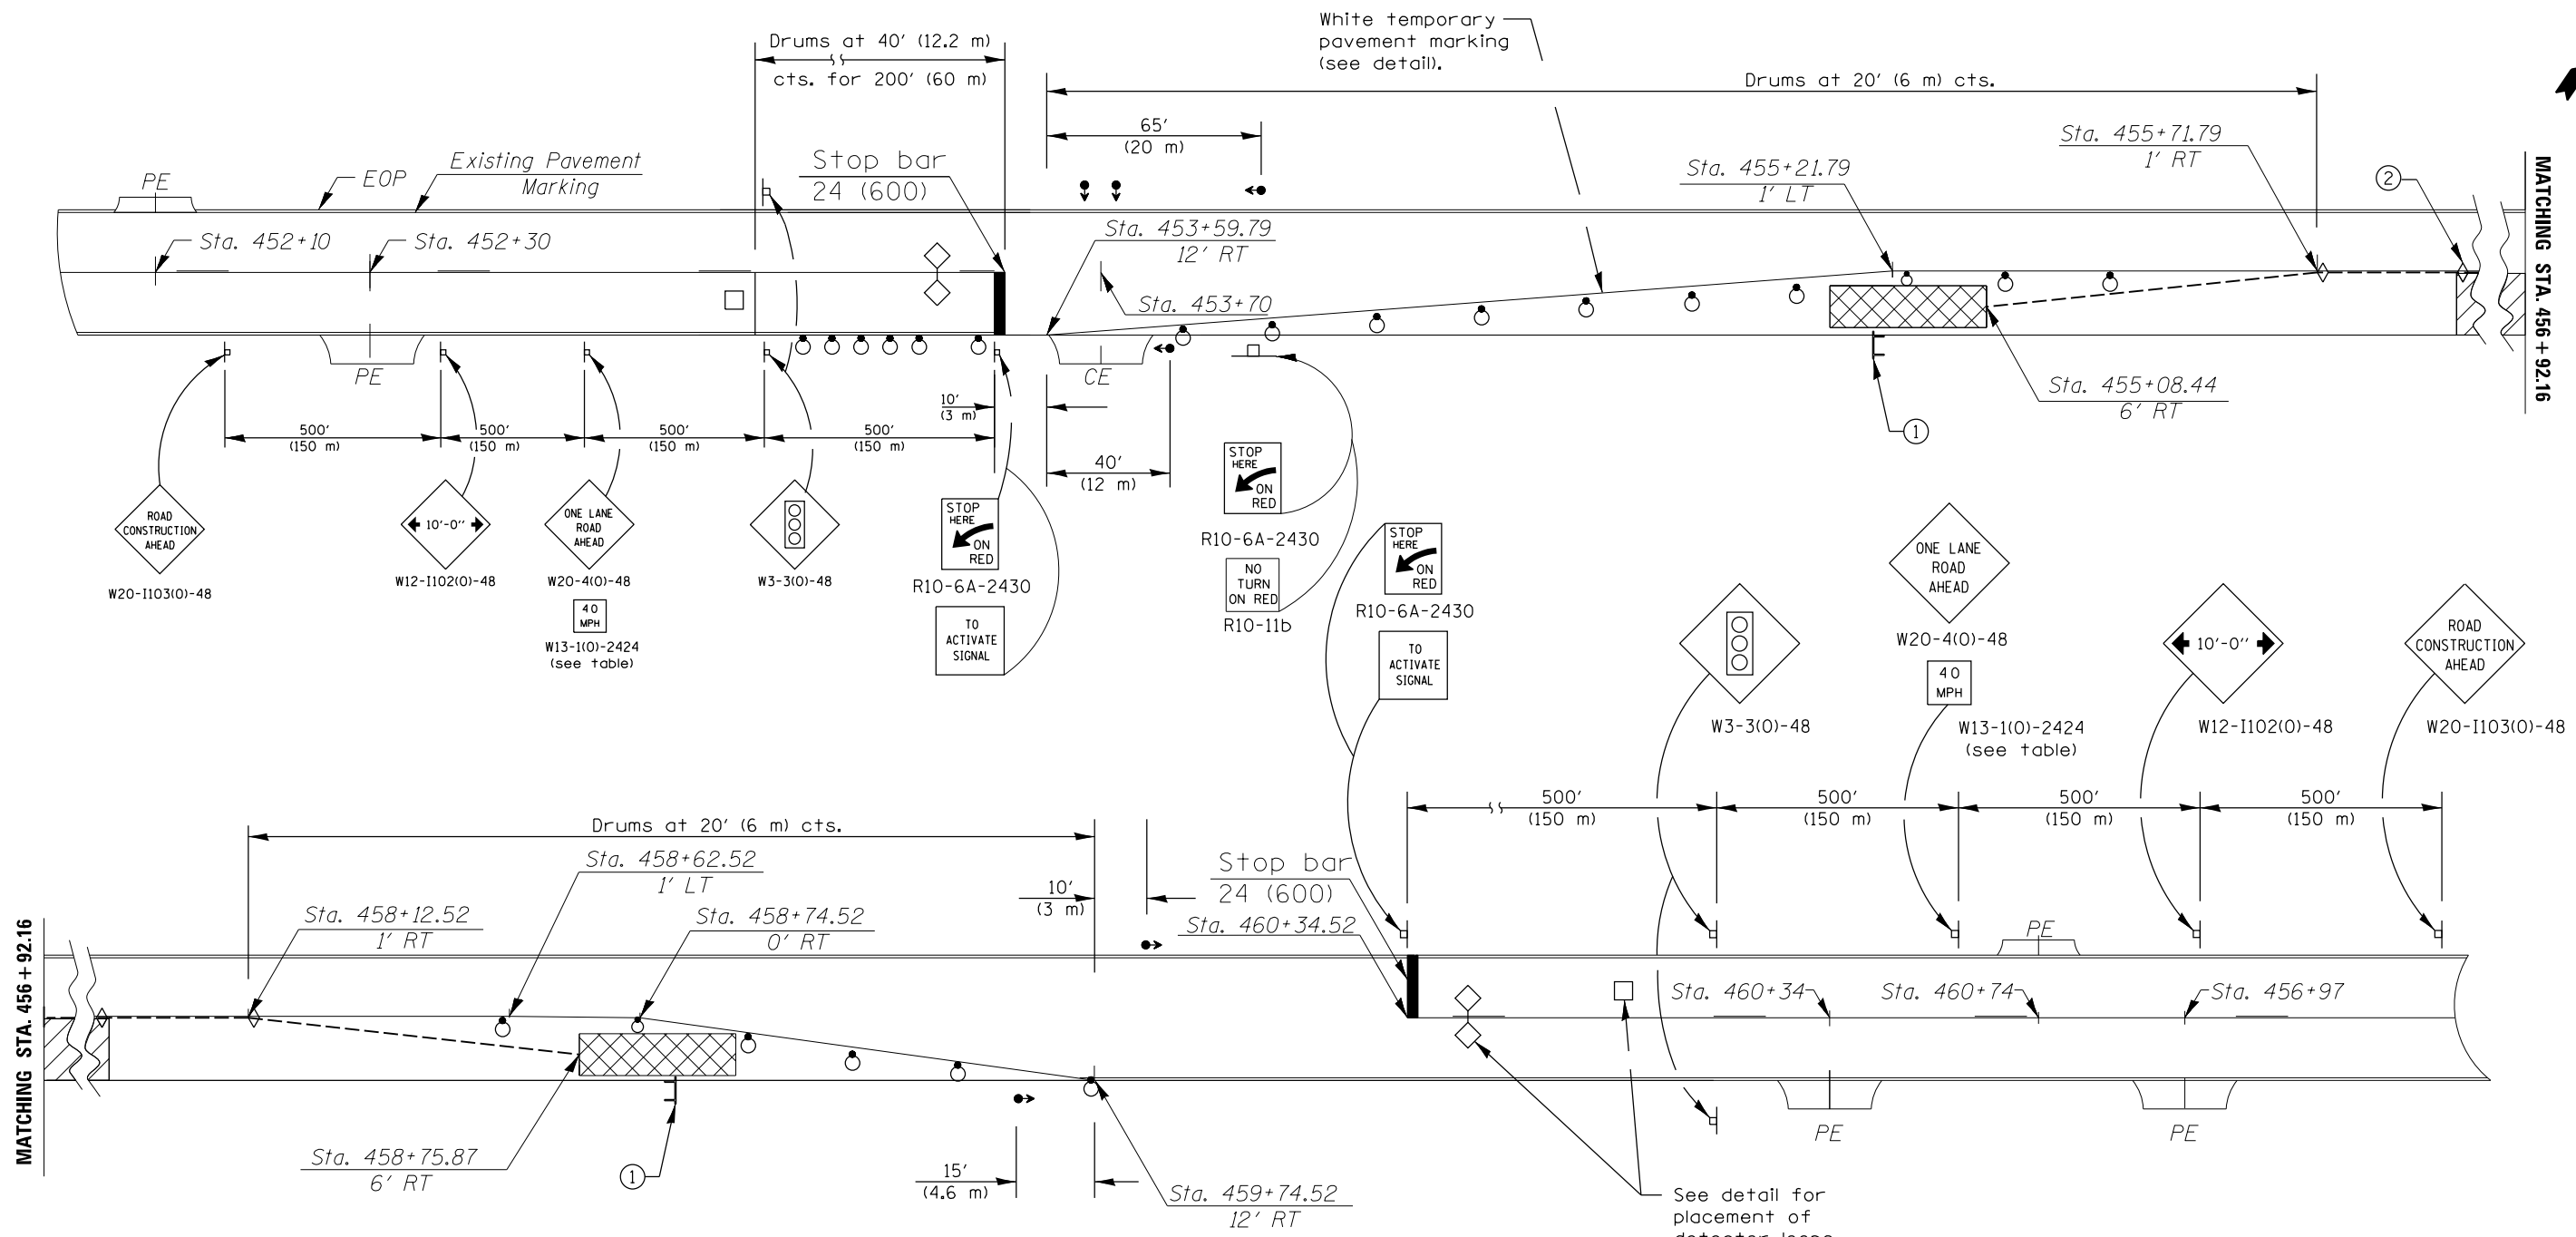 White temporary
pavement marking
(see detail).
Drums at 40' (12.2 m)
cts. for 200' (60 m)
Drums at 20' (6 m) cts.
65'
(20 m)
Sta. 455+71.79
1' RT
Sta. 455+21.79
1' LT
2
Existing Pavement
Marking
Stop bar
24 (600)
PE
EOP
Sta. 453+59.79
12' RT
Sta. 452+10
Sta. 452+30
Sta. 453+70
MATCHING STA. 456 + 92.16
PE
CE
Sta. 455+08.44
6' RT
1
10'
(3 m)
500'
(150 m)
500'
(150 m)
500'
(150 m)
500'
(150 m)
40'
(12 m)
ROAD
CONSTRUCTION
AHEAD
W20-I103(0)-48
10'-0''
W12-I102(0)-48
ONE LANE
ROAD
AHEAD
W20-4(0)-48
40
MPH
W13-1(0)-2424
(see table)
W3-3(0)-48
STOP
HERE
ON
RED
R10-6A-2430
TO
ACTIVATE
SIGNAL
STOP
HERE
ON
RED
R10-6A-2430
NO
TURN
ON RED
R10-11b
STOP
HERE
ON
RED
R10-6A-2430
TO
ACTIVATE
SIGNAL
W3-3(0)-48
ONE LANE
ROAD
AHEAD
W20-4(0)-48
40
MPH
W13-1(0)-2424
(see table)
10'-0''
W12-I102(0)-48
ROAD
CONSTRUCTION
AHEAD
W20-I103(0)-48
500'
(150 m)
500'
(150 m)
500'
(150 m)
500'
(150 m)
Drums at 20' (6 m) cts.
Sta. 458+62.52
1' LT
10'
(3 m)
Stop bar
24 (600)
Sta. 458+12.52
1' RT
Sta. 458+74.52
0' RT
Sta. 460+34.52
PE
MATCHING STA. 456 + 92.16
Sta. 460+34
Sta. 460+74
Sta. 456+97
Sta. 458+75.87
6' RT
1
15'
(4.6 m)
Sta. 459+74.52
12' RT
PE
PE
See detail for
placement of